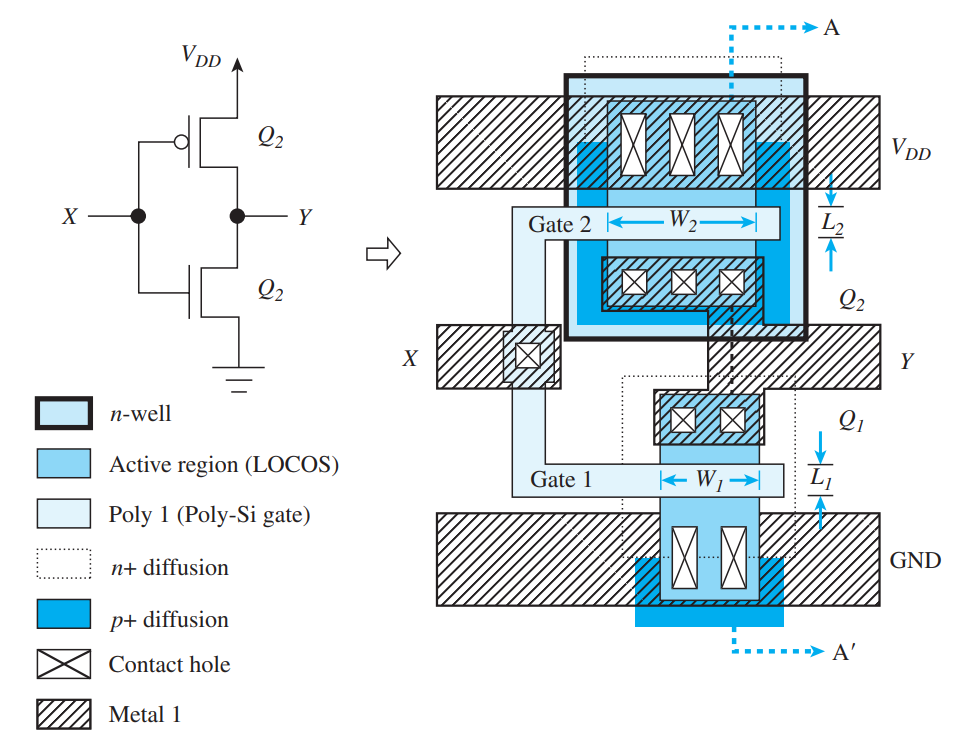 V_DD
Q_2
X
Y
Q_2
n-well
Active region (LOCOS)
Poly 1 (Poly-Si gate)
n+ diffusion
p+ diffusion
Contact hole
Metal 1
A
V_DD
Gate 2
W_2
L_2
Q_2
X
Y
Q_1
Gate 1
W_1
L_1
GND
A′